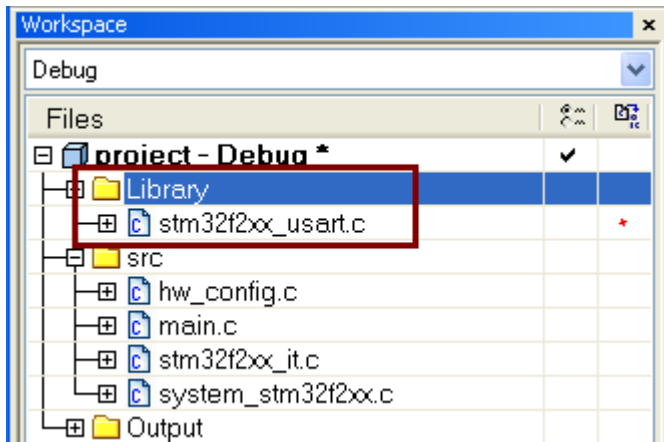 Workspace
Debug
Files
project - Debug *
Library
stm32f2xx_usart.c
src
hw_config.c
main.c
stm32f2xx_it.c
system_stm32f2xx.c
Output